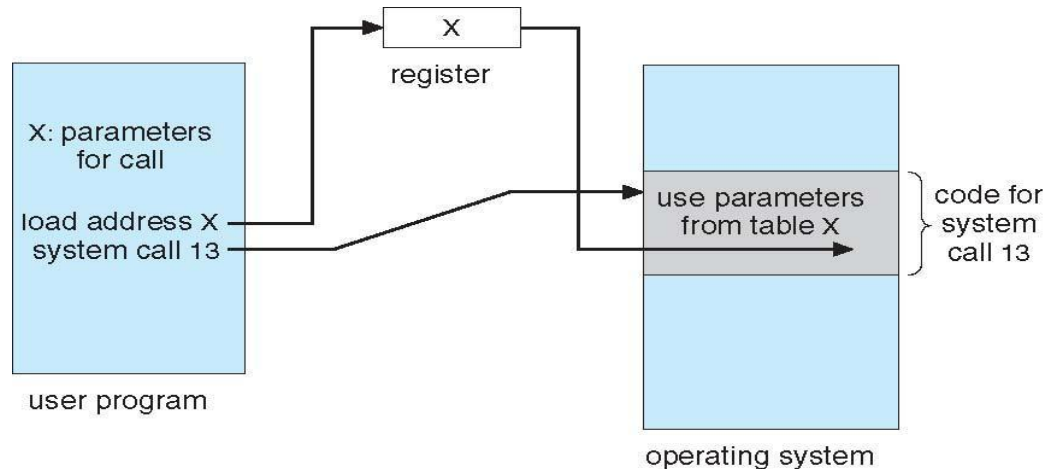 X
register
X: parameters
for call
load address X
system call 13
user program
use parameters
from table X
code for
system
call 13
operating system